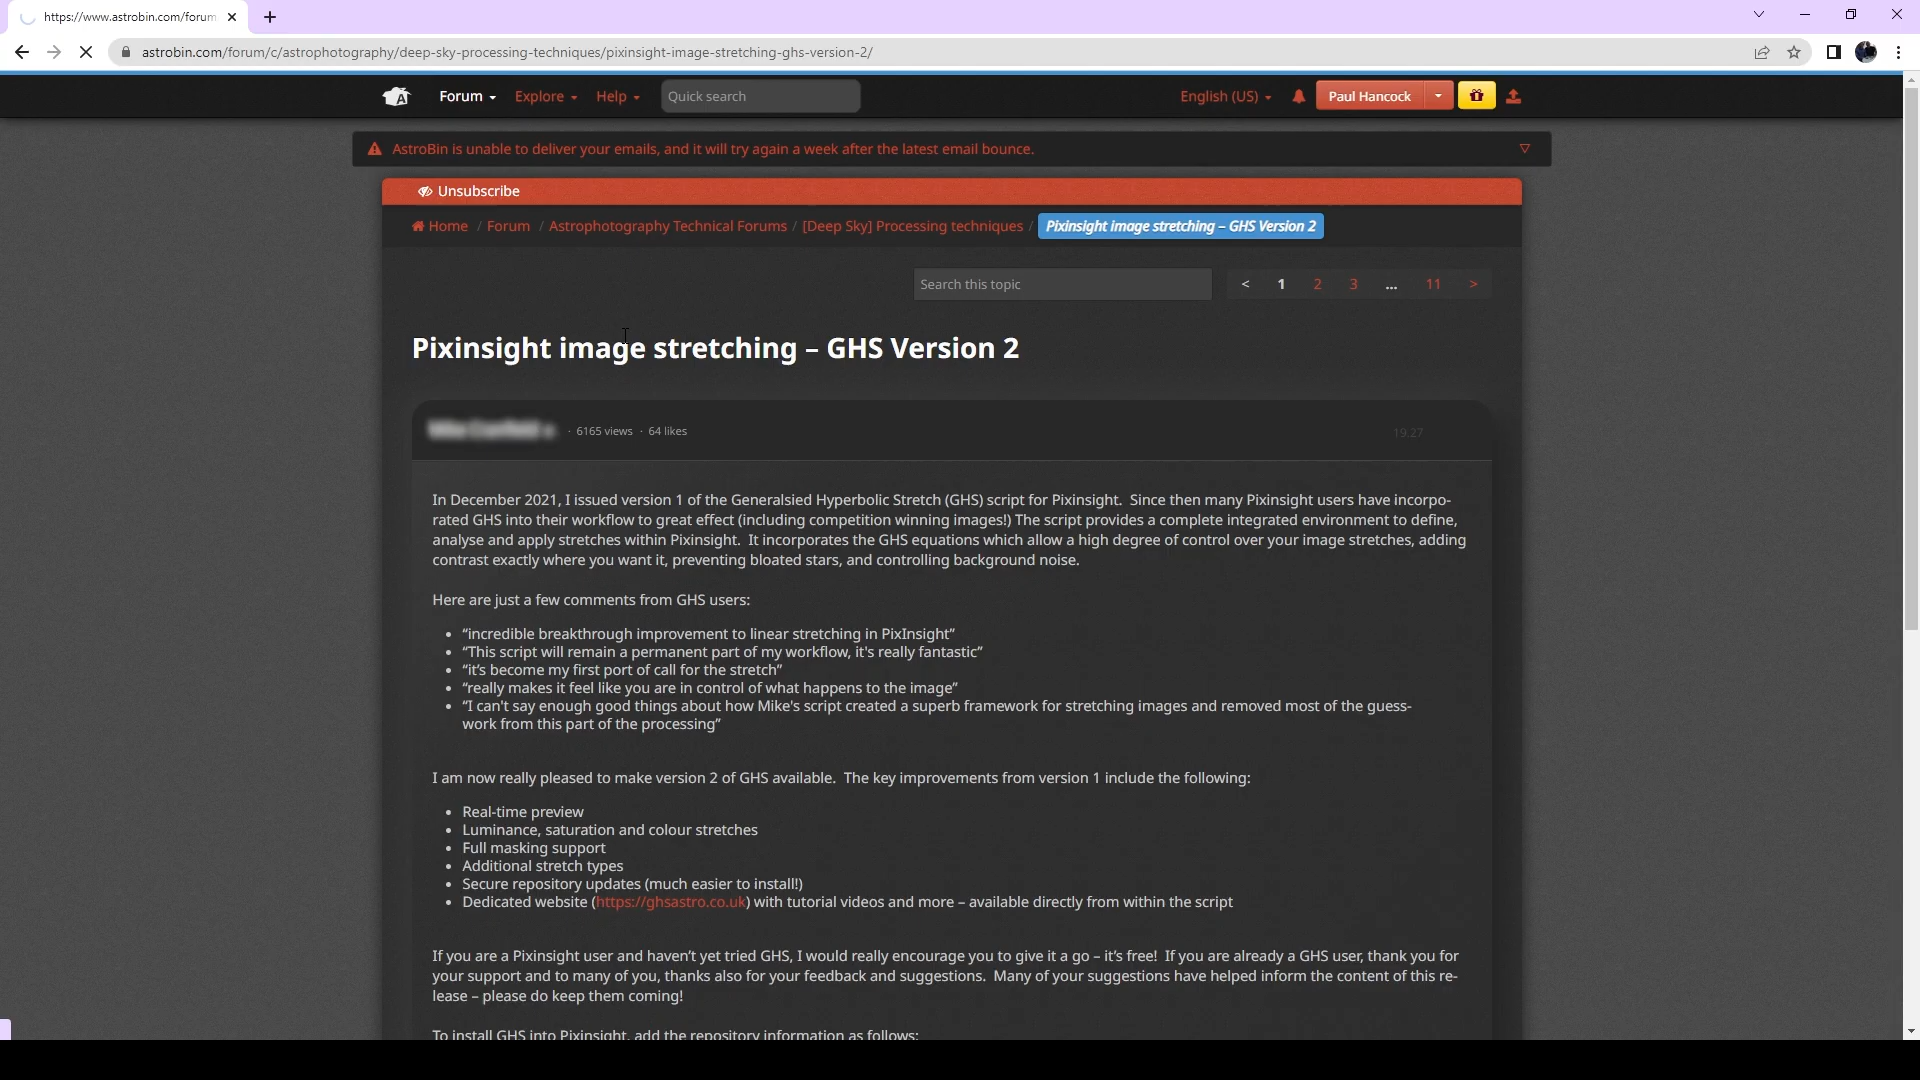 https://www.astrobin.com/forum
astrobin.com/forum/c/astrophotography/deep-sky-processing-techniques/pixinsight-image-stretching-ghs-version-2/
Forum Explore Help Quick search English (US) Paul Hancock
AstroBin is unable to deliver your emails, and it will try again a week after the latest email bounce.
Unsubscribe
Home / Forum / Astrophotography Technical Forums / [Deep Sky] Processing techniques / Pixinsight image stretching – GHS Version 2
Search this topic < 1 2 3 ... 11 >
Pixinsight image stretching – GHS Version 2
· 6165 views · 64 likes 19.27
In December 2021, I issued version 1 of the Generalsied Hyperbolic Stretch (GHS) script for Pixinsight. Since then many Pixinsight users have incorpo-
rated GHS into their workflow to great effect (including competition winning images!) The script provides a complete integrated environment to define,
analyse and apply stretches within Pixinsight. It incorporates the GHS equations which allow a high degree of control over your image stretches, adding
contrast exactly where you want it, preventing bloated stars, and controlling background noise.
Here are just a few comments from GHS users:
• “incredible breakthrough improvement to linear stretching in PixInsight”
• “This script will remain a permanent part of my workflow, it's really fantastic”
• “it’s become my first port of call for the stretch”
• “really makes it feel like you are in control of what happens to the image”
• “I can't say enough good things about how Mike's script created a superb framework for stretching images and removed most of the guess-
work from this part of the processing”
I am now really pleased to make version 2 of GHS available. The key improvements from version 1 include the following:
• Real-time preview
• Luminance, saturation and colour stretches
• Full masking support
• Additional stretch types
• Secure repository updates (much easier to install!)
• Dedicated website (https://ghsastro.co.uk) with tutorial videos and more – available directly from within the script
If you are a Pixinsight user and haven’t yet tried GHS, I would really encourage you to give it a go – it’s free! If you are already a GHS user, thank you for
your support and to many of you, thanks also for your feedback and suggestions. Many of your suggestions have helped inform the content of this re-
lease – please do keep them coming!
To install GHS into Pixinsight, add the repository information as follows: